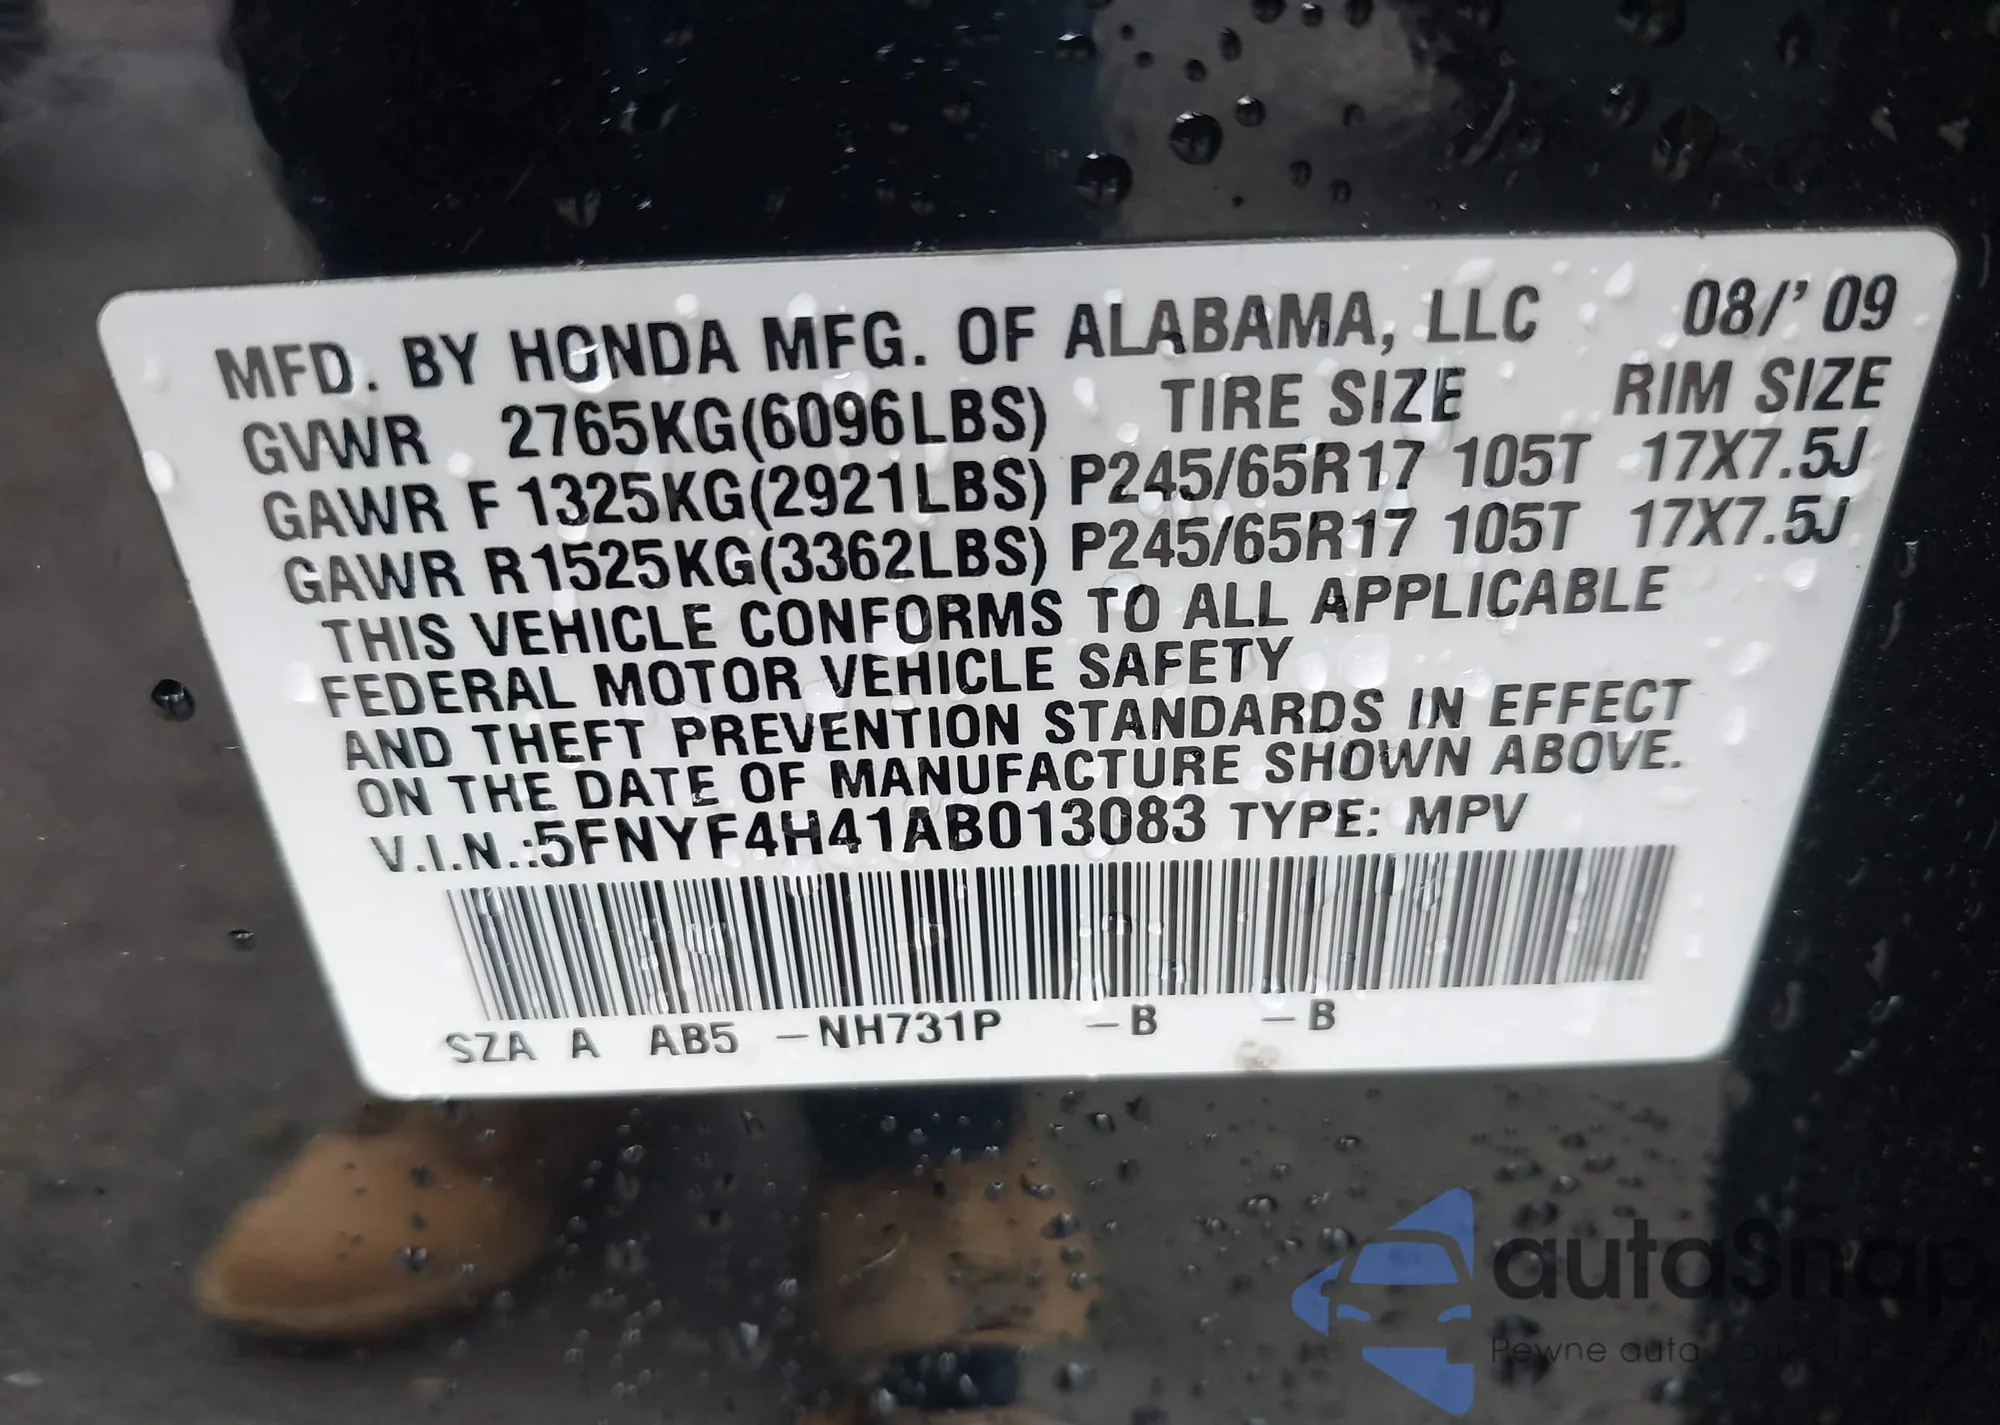 MFD. BY HONDA MFG. OF ALABAMA, LLC 08/'09
GVWR 2765KG(6096LBS) TIRE SIZE RIM SIZE
GAWR F 1325KG(2921LBS) P245/65R17 105T 17X7.5J
GAWR R1525KG(3362LBS) P245/65R17 105T 17X7.5J
THIS VEHICLE CONFORMS TO ALL APPLICABLE
FEDERAL MOTOR VEHICLE SAFETY
AND THEFT PREVENTION STANDARDS IN EFFECT
ON THE DATE OF MANUFACTURE SHOWN ABOVE.
V.I.N.:5FNYF4H41AB013083 TYPE: MPV
SZA A AB5 -NH731P -B -B
autaSnap
Pewne auta